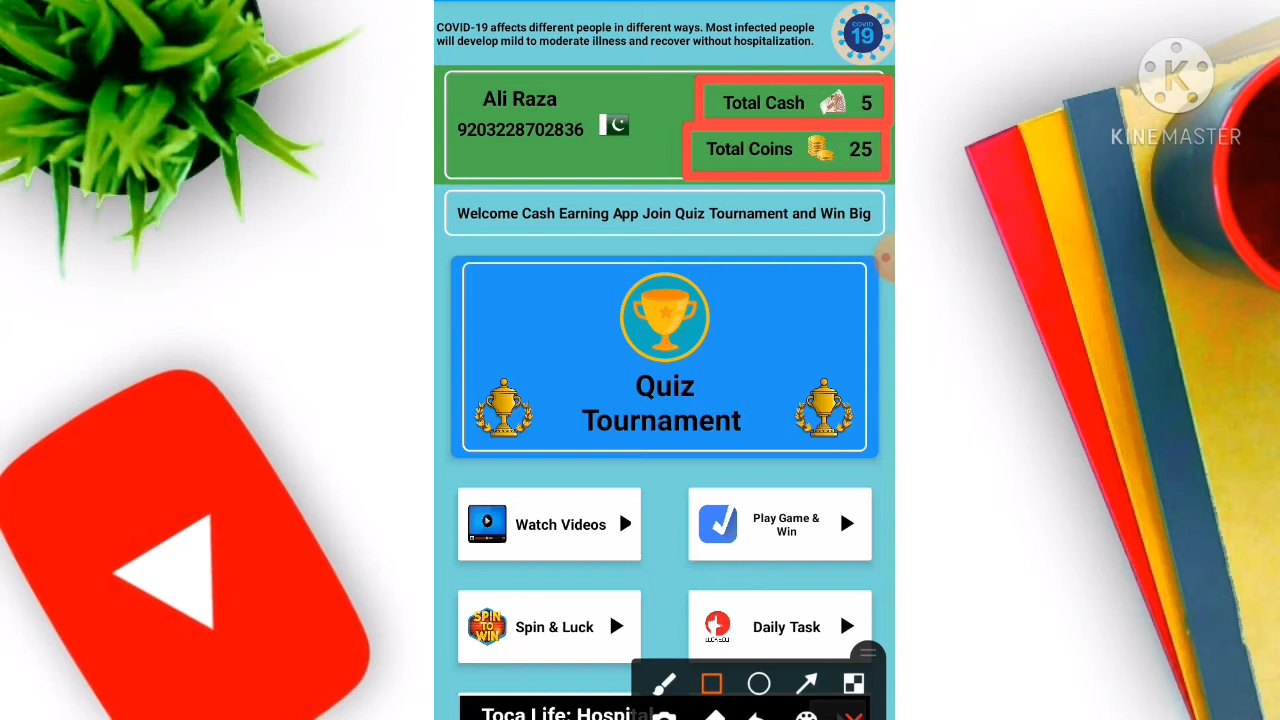 COVID-19 affects different people in different ways. Most infected people
will develop mild to moderate illness and recover without hospitalization.
COVID
19
Ali Raza
9203228702836
Total Cash 5
Total Coins 25
KINEMASTER
Welcome Cash Earning App Join Quiz Tournament and Win Big
Quiz
Tournament
Watch Videos
Play Game &
Win
SPIN
TO
WIN
Spin & Luck
Daily Task
Toca Life: Hospital